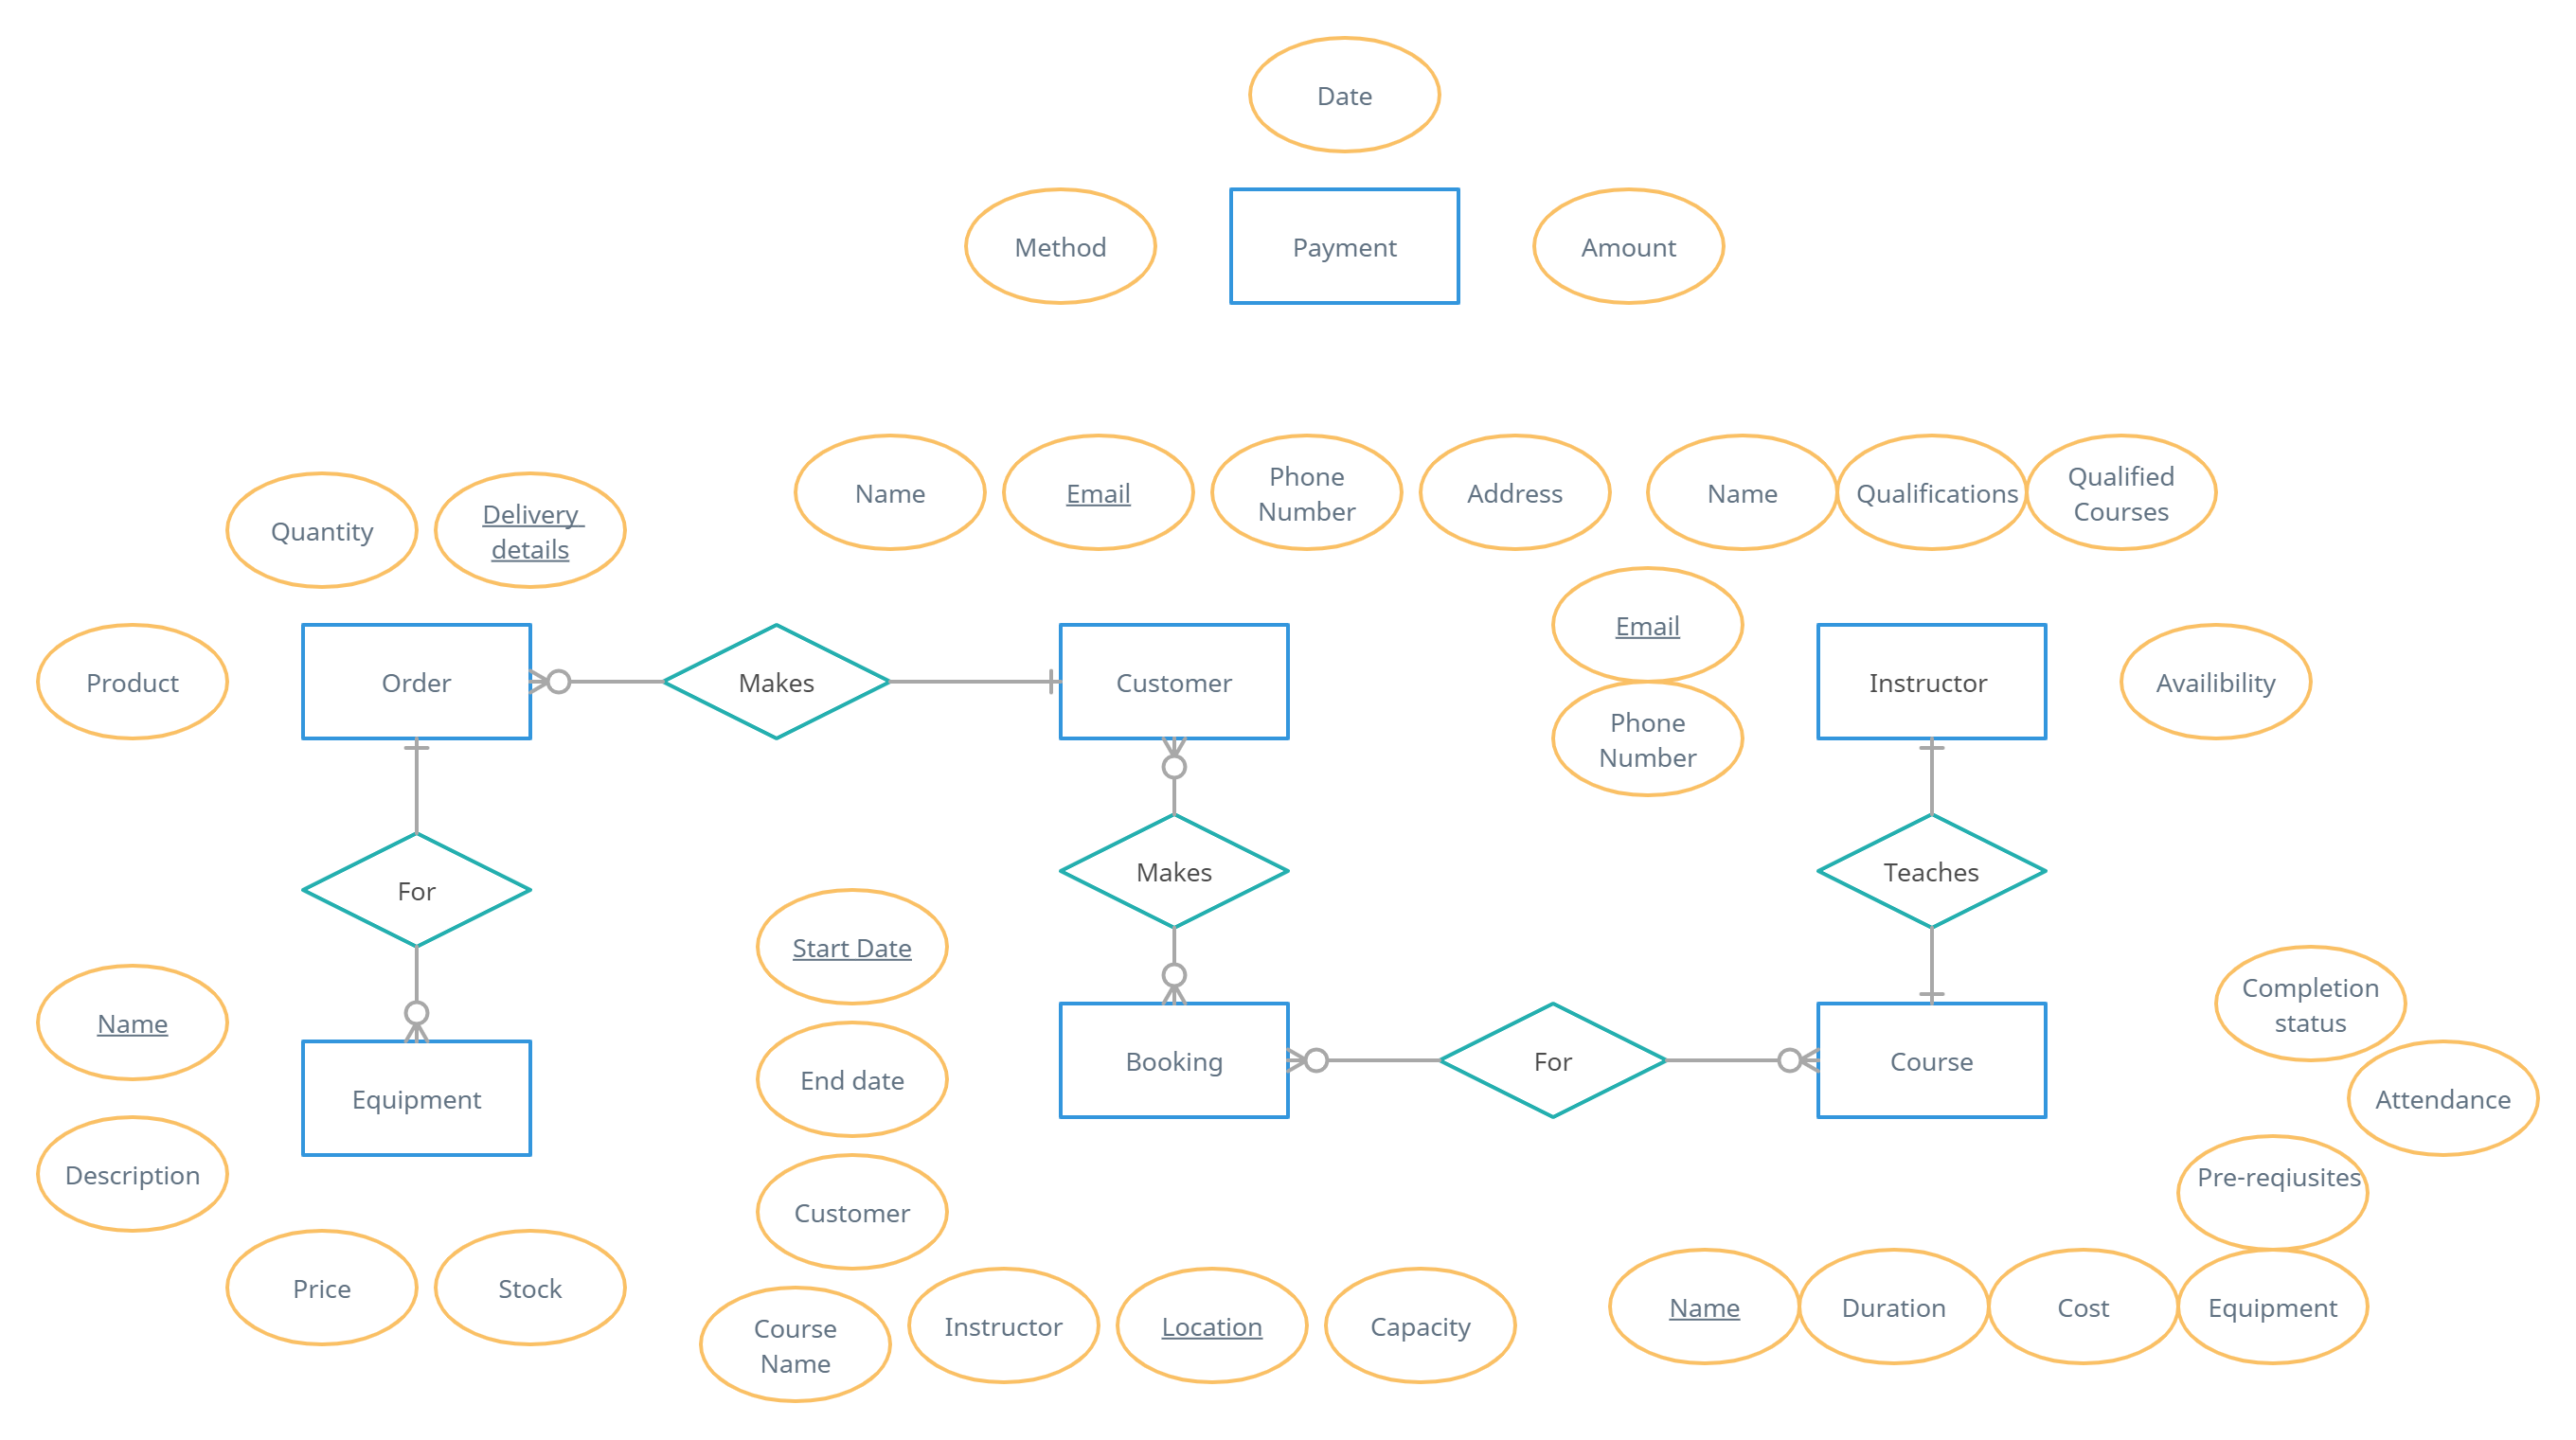 Date
Method
Payment
Amount
Name
Email
Phone
Number
Address
Name
Qualifications
Qualified
Courses
Quantity
Delivery
details
Email
Product
Order
Makes
Customer
Instructor
Availibility
Phone
Number
Makes
Teaches
For
Start Date
Completion
status
Name
Booking
For
Course
End date
Equipment
Attendance
Description
Pre-reqiusites
Customer
Price
Stock
Course
Name
Instructor
Location
Capacity
Name
Duration
Cost
Equipment